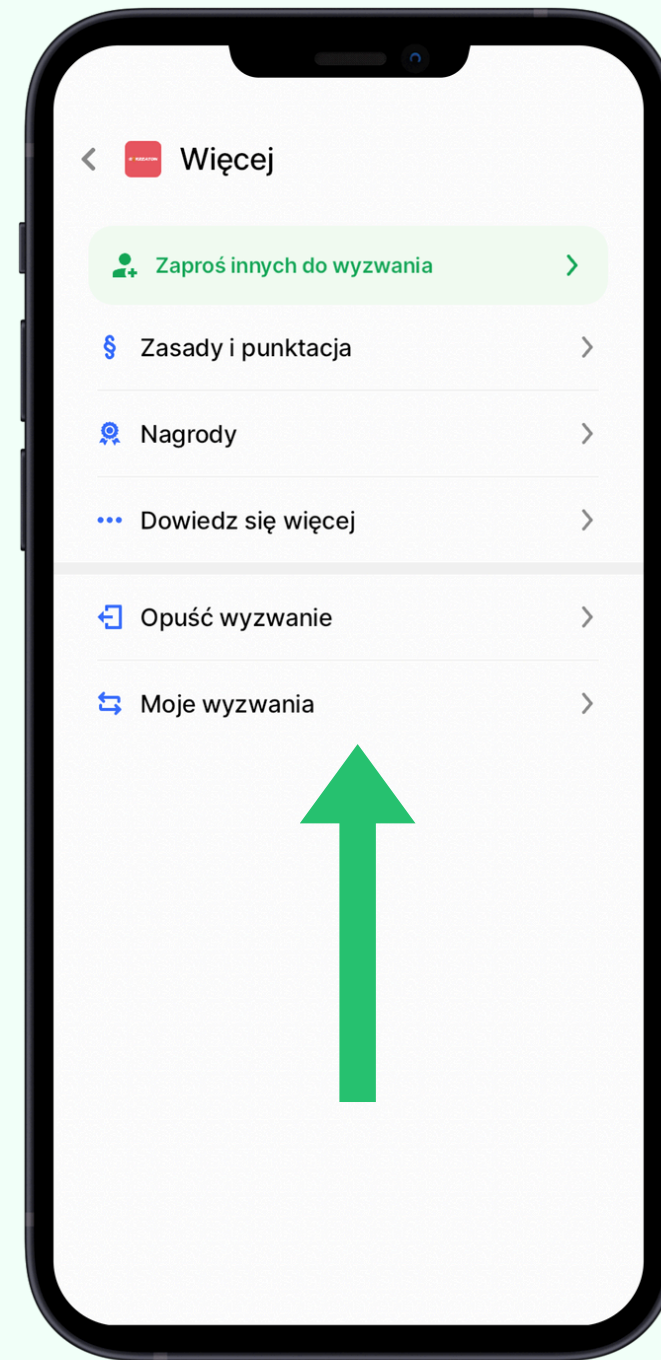 Więcej
Zaproś innych do wyzwania
§ Zasady i punktacja
Nagrody
Dowiedz się więcej
Opuść wyzwanie
Moje wyzwania